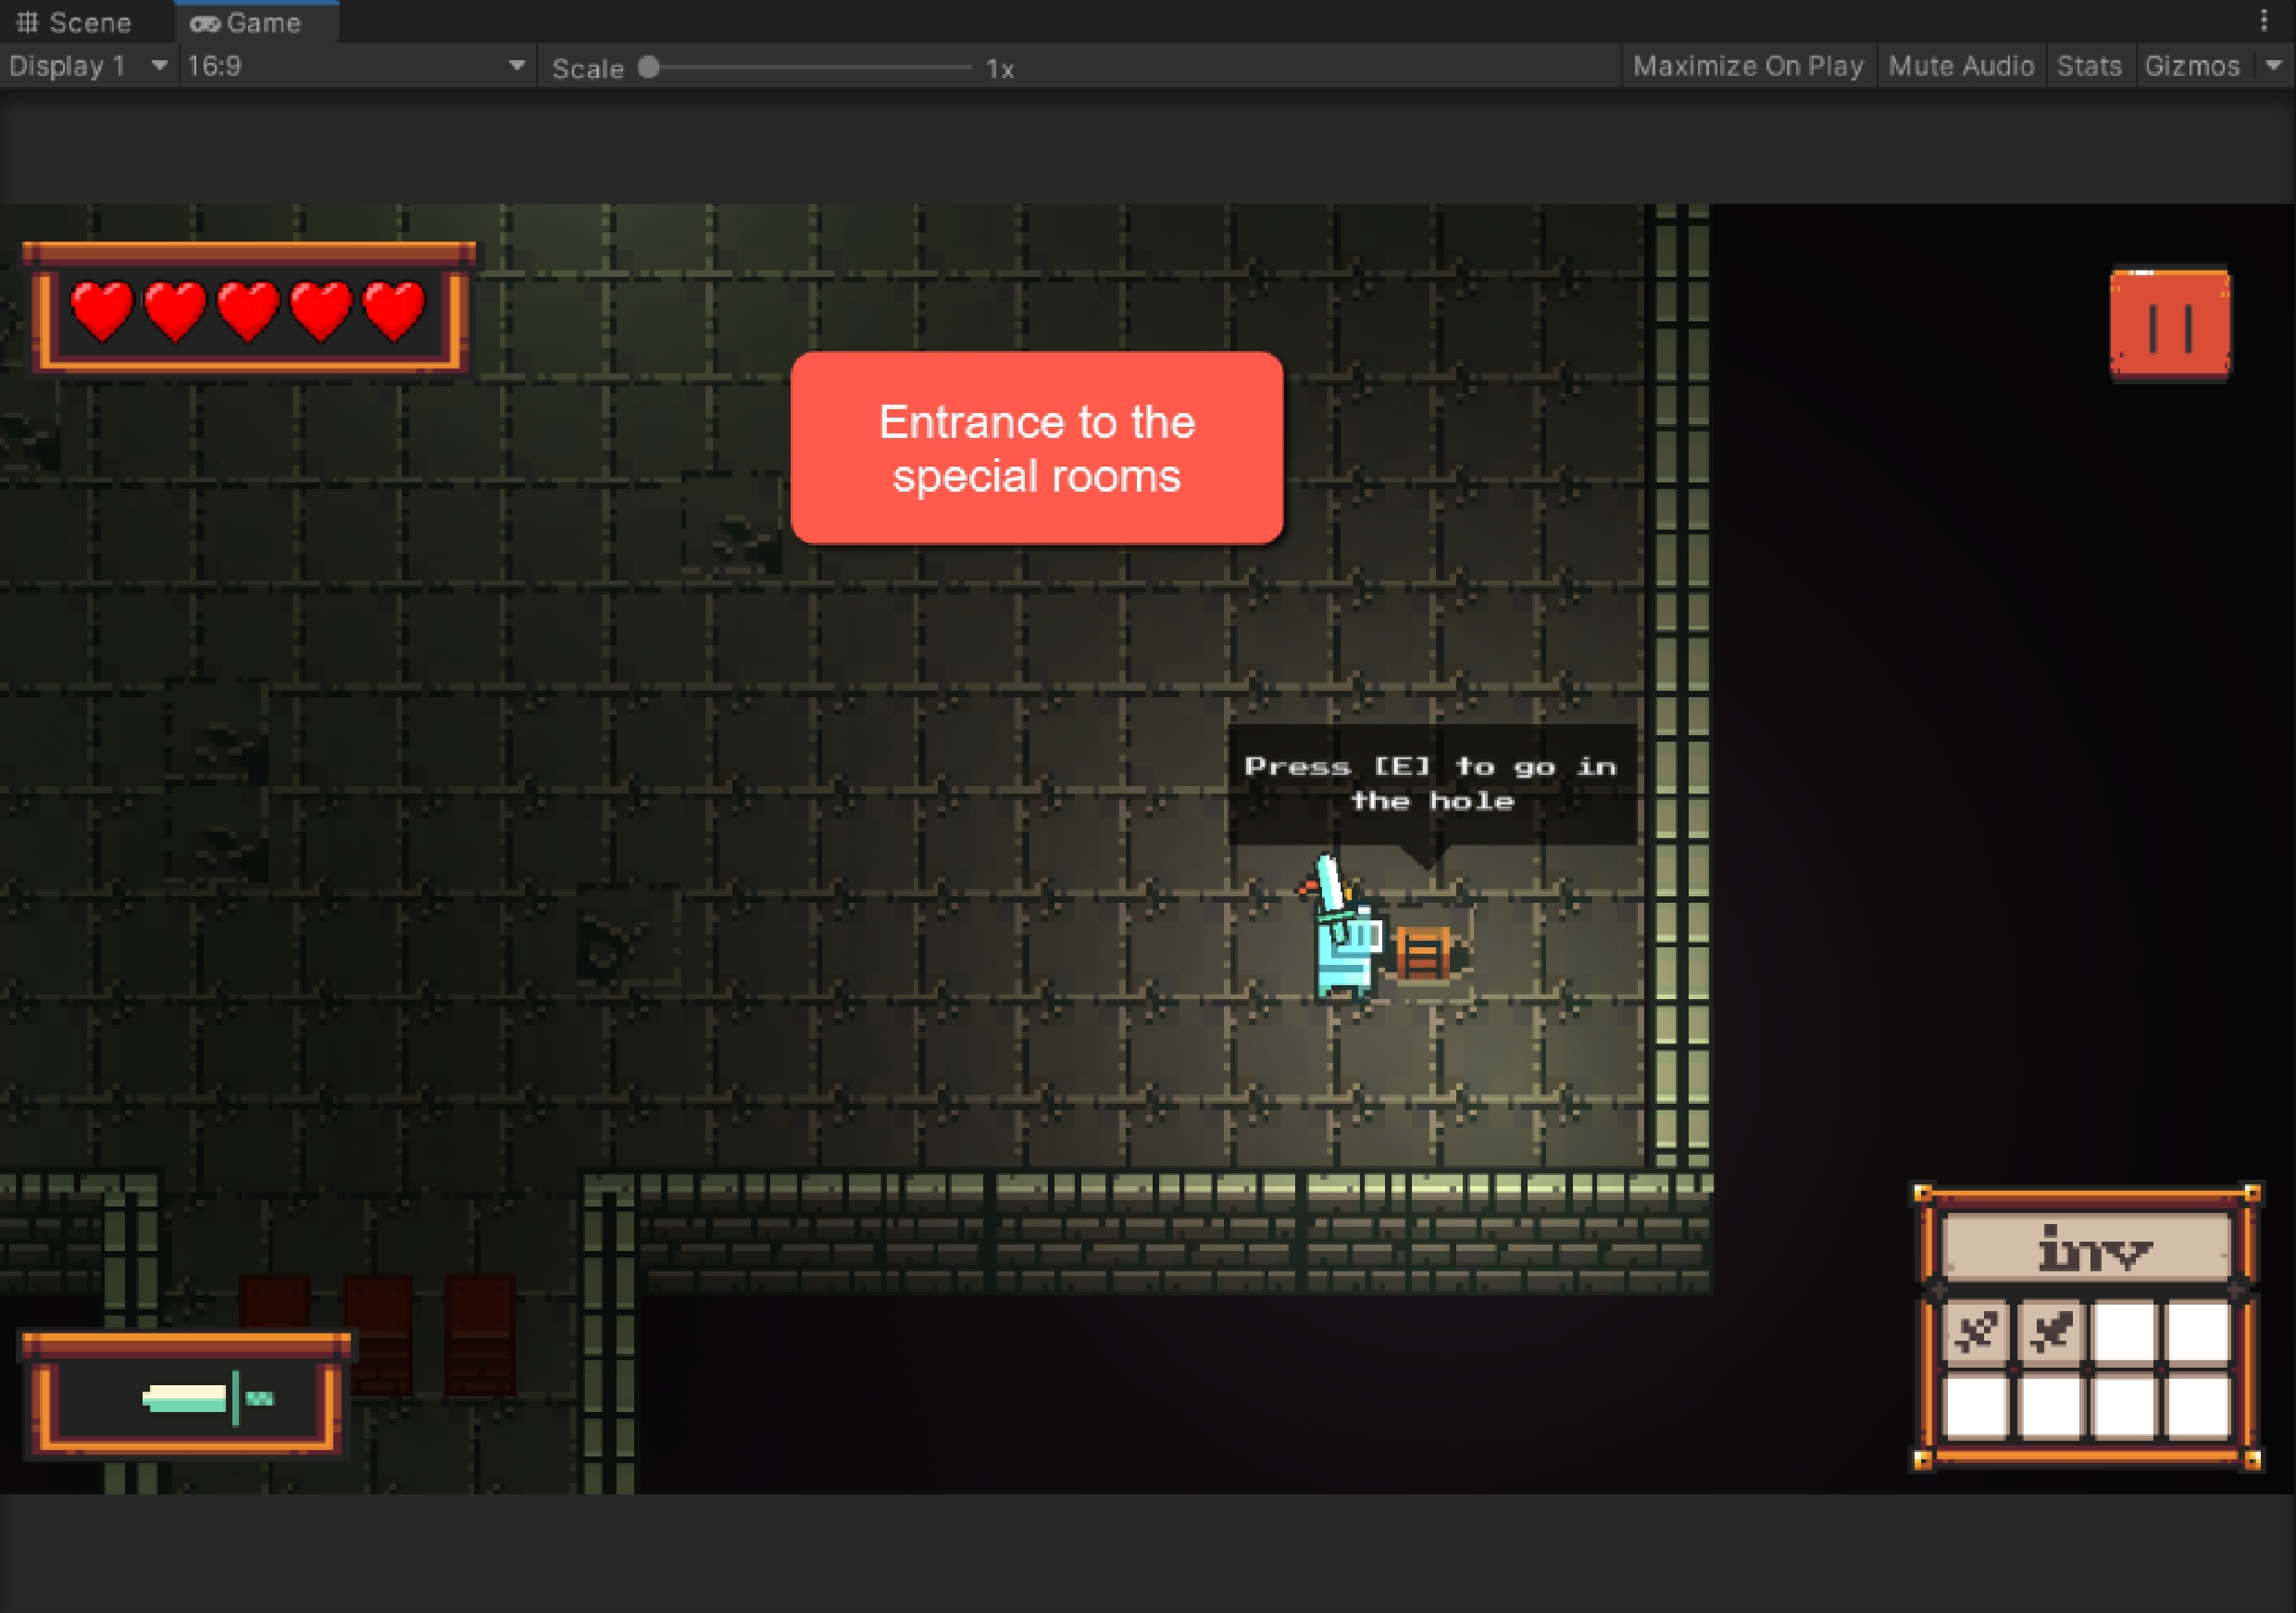 Scene
Game
Display 1
16:9
Scale
1x
Maximize On Play
Mute Audio
Stats
Gizmos
Entrance to the
special rooms
Press [E] to go in
the hole
inv